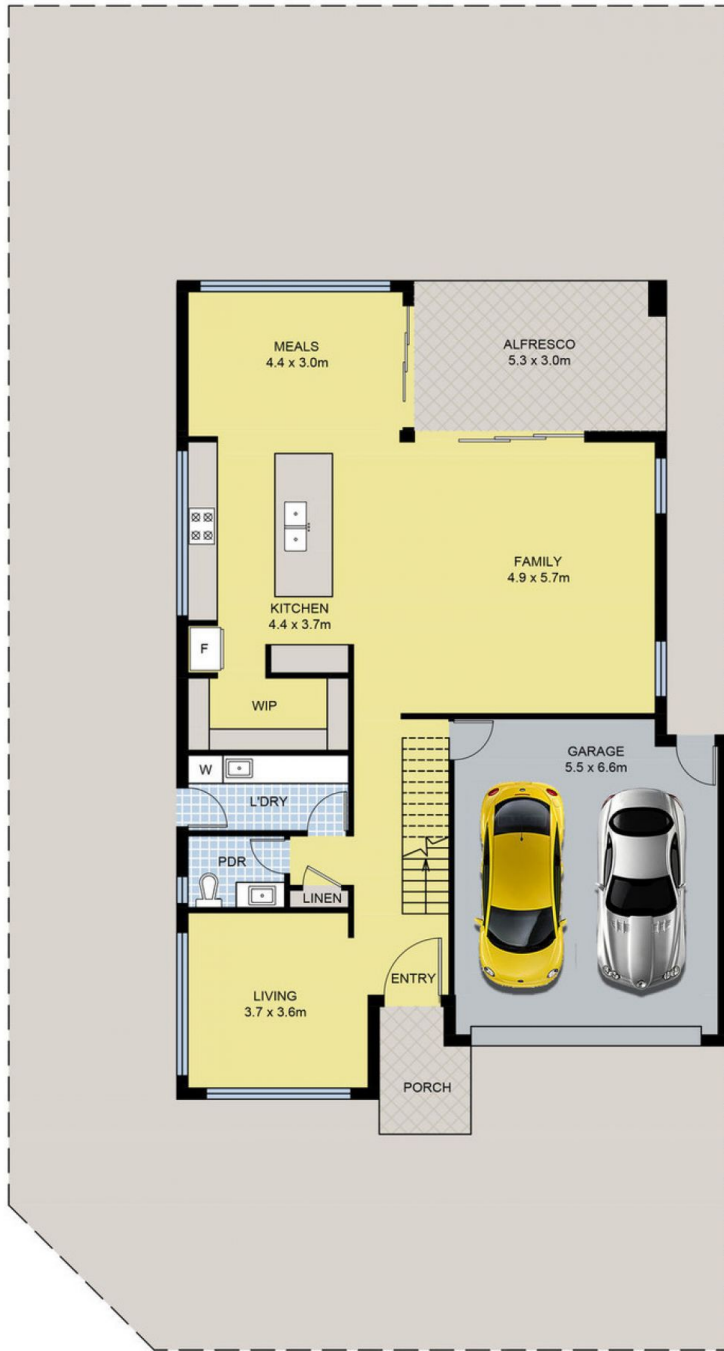 MEALS
4.4 x 3.0m
ALFRESCO
5.3 x 3.0m
FAMILY
4.9 x 5.7m
KITCHEN
4.4 x 3.7m
F
WIP
GARAGE
5.5 x 6.6m
W
L'DRY
PDR
LINEN
ENTRY
LIVING
3.7 x 3.6m
PORCH